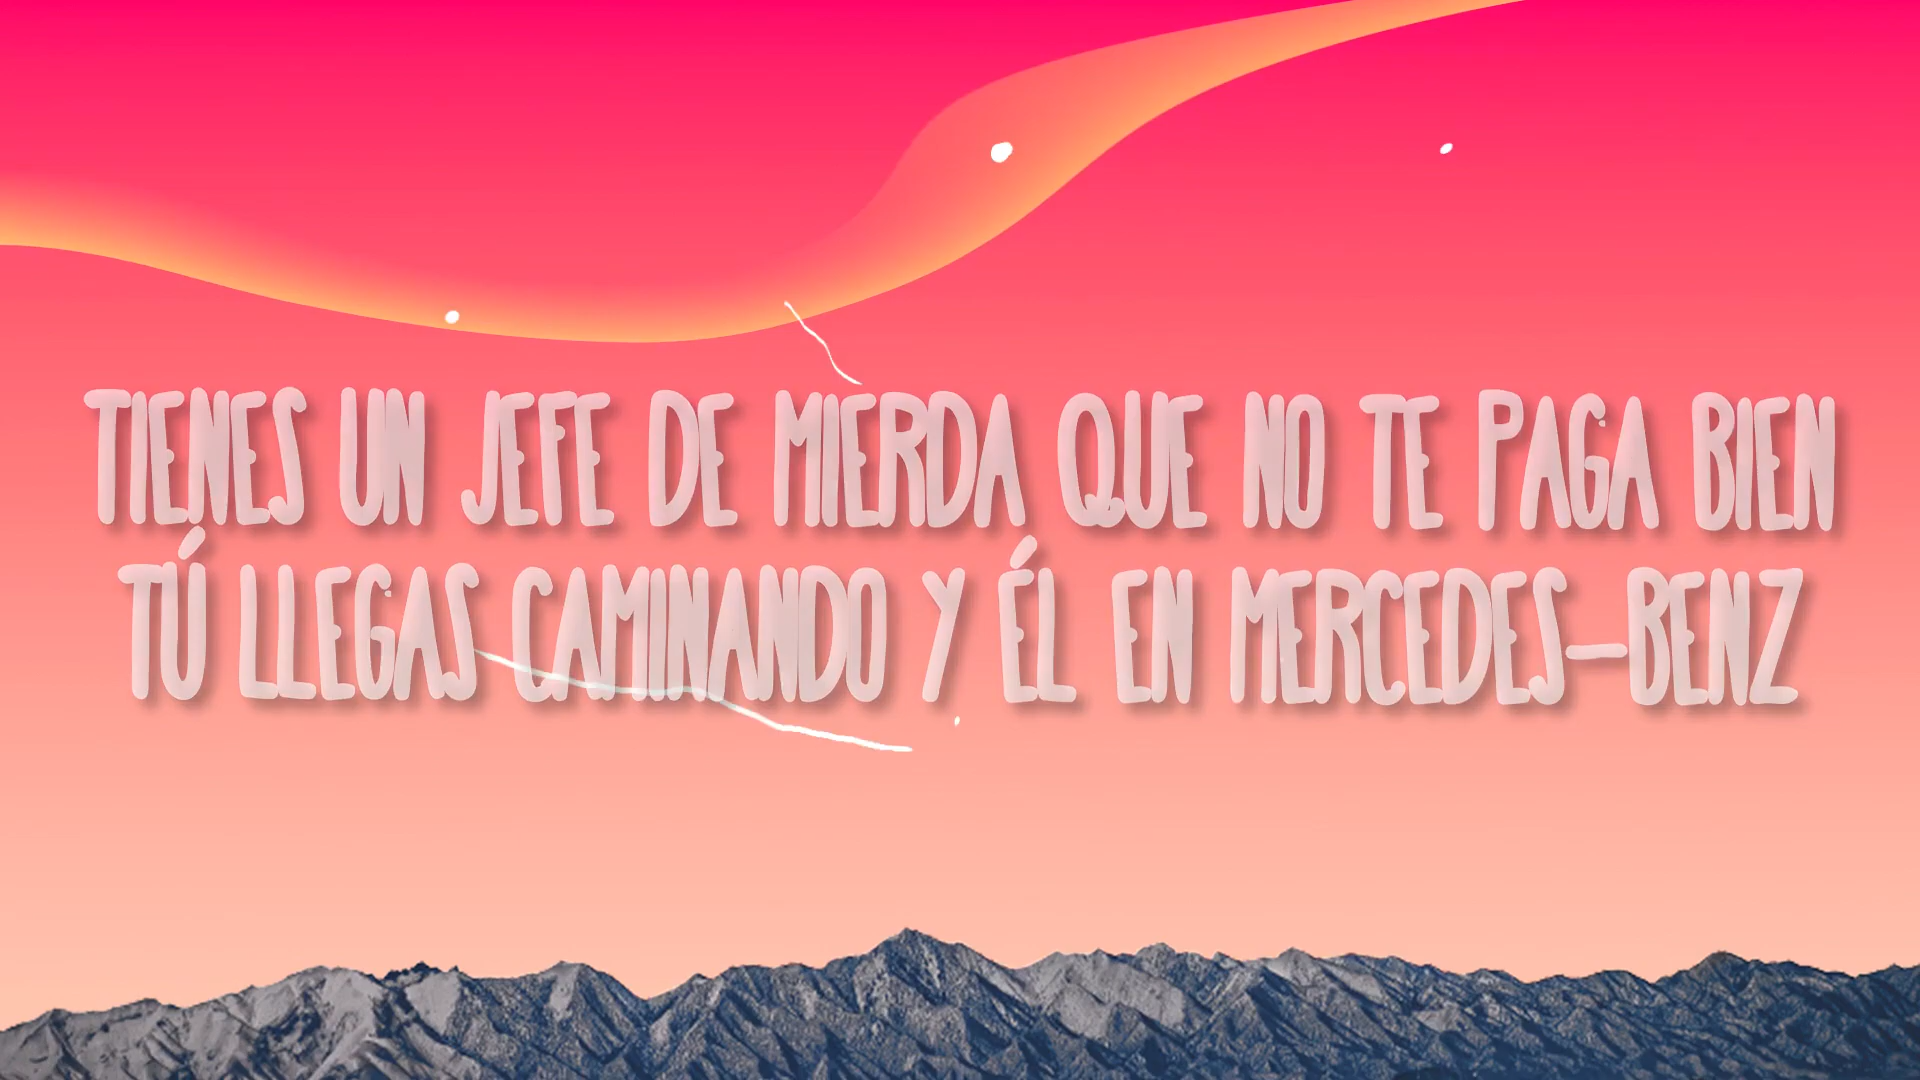 TIENES UN JEFE DE MIERDA QUE NO TE PAGA BIEN
TÚ LLEGAS CAMINANDO Y ÉL EN MERCEDES-BENZ